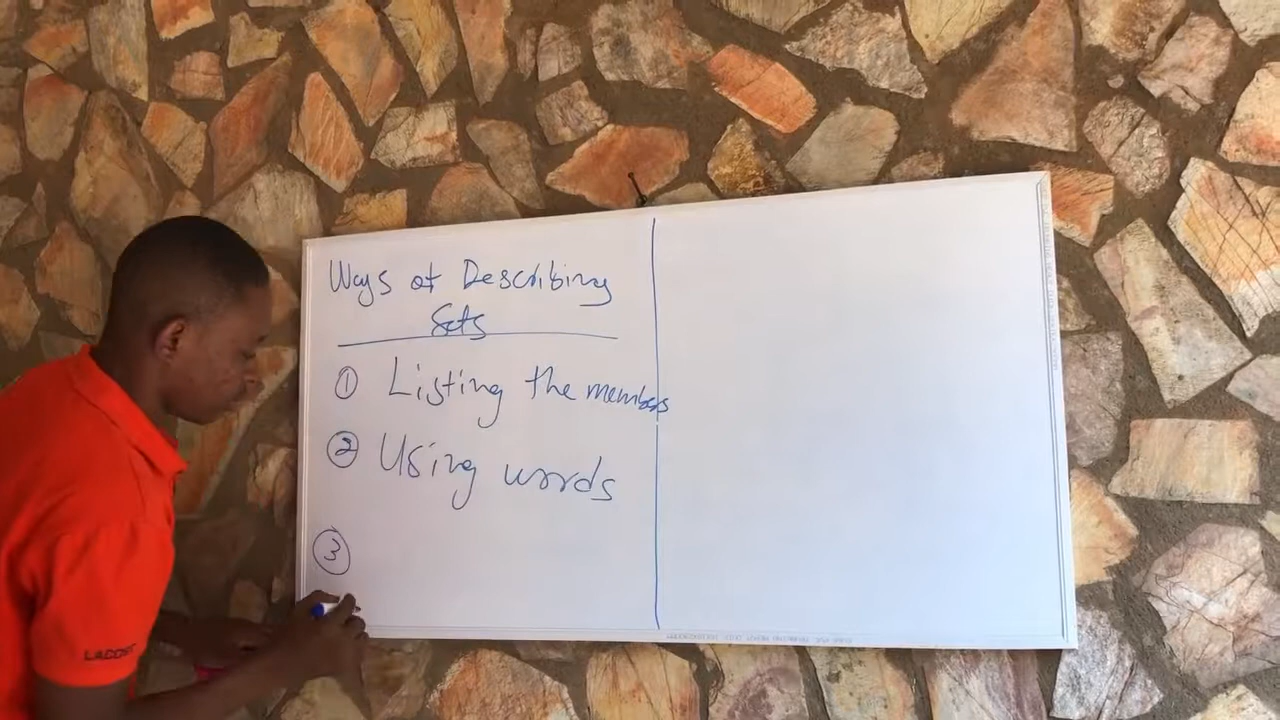 Ways of Describing
Sets
① Listing the members
② Using words
③